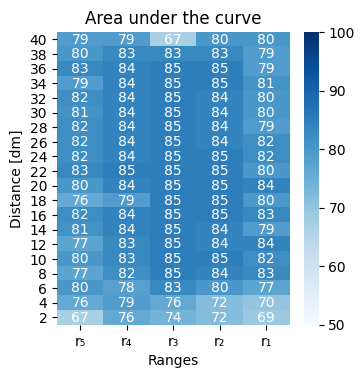 Area under the curve
40 79 79 67 80 80
38 80 83 83 83 79
36 83 84 85 85 79
34 79 84 85 85 81
32 82 84 85 84 80
30 81 84 85 84 80
28 82 84 85 84 79
26 82 84 85 84 82
24 82 84 85 85 82
22 83 85 85 85 80
20 80 84 85 85 84
18 76 79 85 85 80
16 82 84 85 85 83
14 81 84 85 84 79
12 77 83 85 84 84
10 80 83 85 85 82
8 77 82 85 84 83
6 80 78 83 80 77
4 76 79 76 72 70
2 67 76 74 72 69
r₅ r₄ r₃ r₂ r₁
Ranges
Distance [dm]
100
90
80
70
60
50